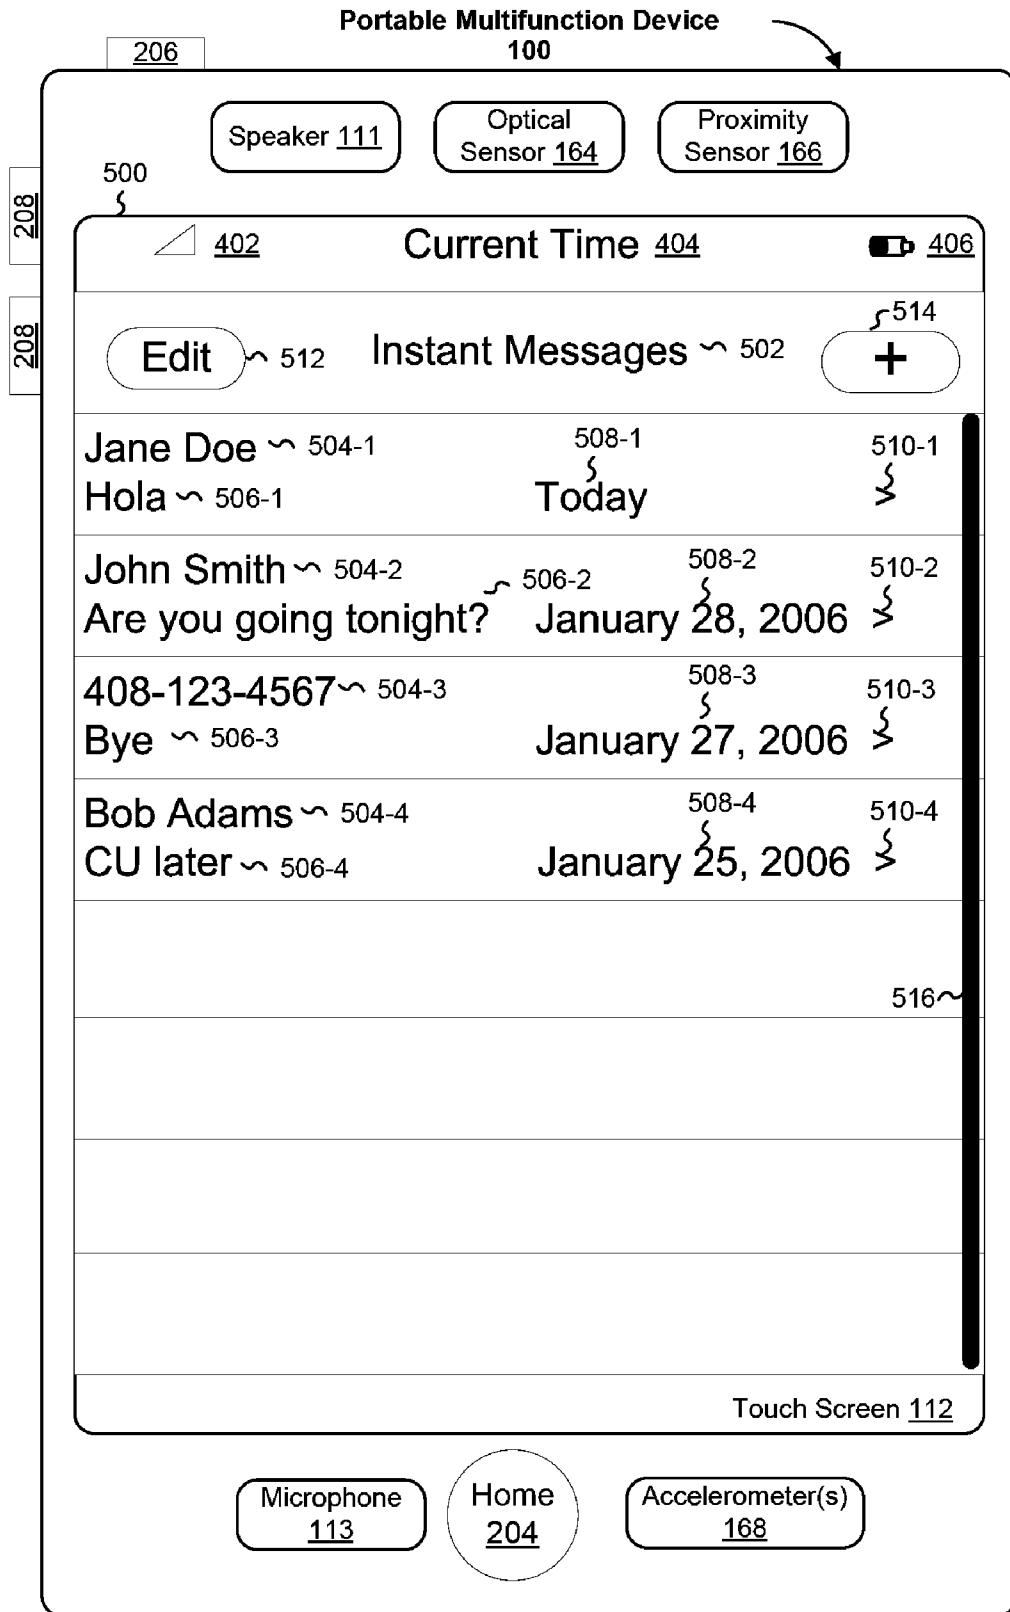 Portable Multifunction Device
100
206
Speaker 111
Optical
Sensor 164
Proximity
Sensor 166
500
208
208
402
Current Time 404
406
Edit
512
Instant Messages
502
514
+
Jane Doe
504-1
508-1
510-1
Hola
506-1
Today
>
John Smith
504-2
506-2
508-2
510-2
Are you going tonight?
January 28, 2006
>
408-123-4567
504-3
508-3
510-3
Bye
506-3
January 27, 2006
>
Bob Adams
504-4
508-4
510-4
CU later
506-4
January 25, 2006
>
516
Touch Screen 112
Microphone
113
Home
204
Accelerometer(s)
168